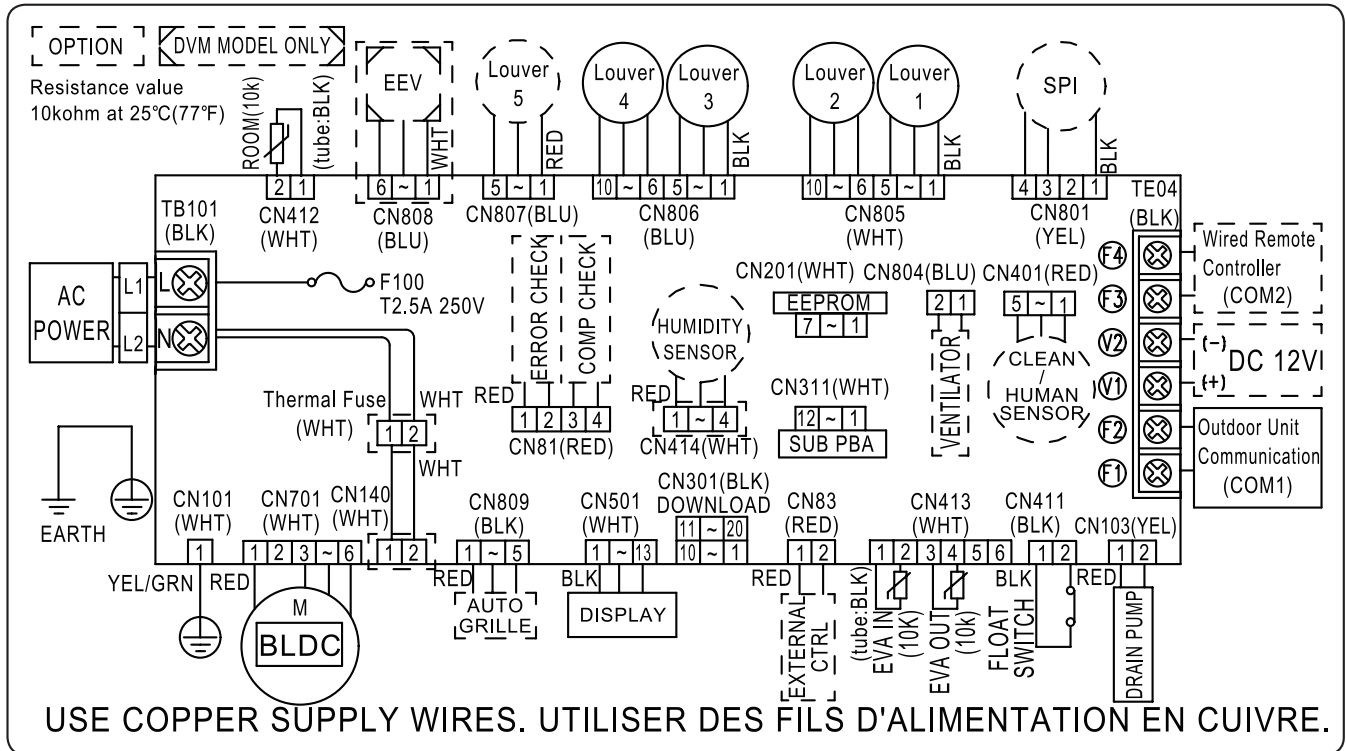 OPTION
DVM MODEL ONLY
Resistance value
10kohm at 25°C(77°F)
ROOM(10k)
(tube:BLK)
EEV
WHT
Louver
5
RED
Louver
4
Louver
3
BLK
Louver
2
Louver
1
BLK
SPI
BLK
2 1
CN412
(WHT)
6 ~ 1
CN808
(BLU)
5 ~ 1
CN807(BLU)
10 ~ 6 5 ~ 1
CN806
(BLU)
10 ~ 6 5 ~ 1
CN805
(WHT)
4 3 2 1
CN801
(YEL)
TE04
(BLK)
TB101
(BLK)
AC
POWER
L1
L2
L
N
F100
T2.5A 250V
ERROR CHECK
COMP CHECK
RED
1 2 3 4
CN81(RED)
HUMIDITY
SENSOR
RED
1 ~ 4
CN414(WHT)
CN201(WHT)
EEPROM
7 ~ 1
CN311(WHT)
12 ~ 1
SUB PBA
CN804(BLU)
2 1
VENTILATOR
CN401(RED)
5 ~ 1
CLEAN
/
HUMAN
SENSOR
F4
F3
V2
V1
F2
F1
Wired Remote
Controller
(COM2)
(-)
DC 12V
(+)
Outdoor Unit
Communication
(COM1)
Thermal Fuse
(WHT)
WHT
1 2
WHT
EARTH
CN101
(WHT)
1
YEL/GRN
CN701
(WHT)
1 2 3 ~ 6
RED
M
BLDC
CN140
(WHT)
1 2
CN809
(BLK)
1 ~ 5
RED
AUTO
GRILLE
CN501
(WHT)
1 ~ 13
BLK
DISPLAY
CN301(BLK)
DOWNLOAD
11 ~ 20
10 ~ 1
CN83
(RED)
1 2
RED
EXTERNAL
CTRL
CN413
(WHT)
1 2 3 4 5 6
(tube:BLK)
EVA IN
(10K)
EVA OUT
(10k)
CN411
(BLK)
1 2
BLK
FLOAT
SWITCH
CN103(YEL)
1 2
RED
DRAIN PUMP
USE COPPER SUPPLY WIRES. UTILISER DES FILS D'ALIMENTATION EN CUIVRE.